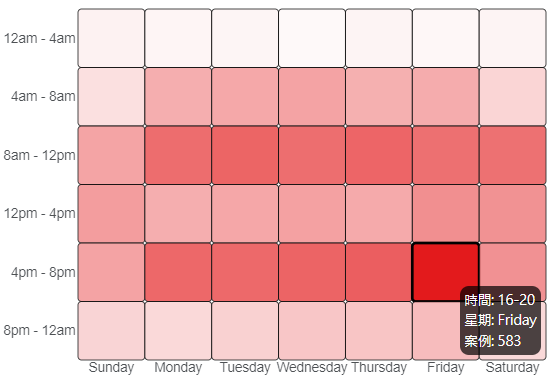 12am - 4am
4am - 8am
8am - 12pm
12pm - 4pm
4pm - 8pm
時間: 16-20
星期: Friday
案例: 583
8pm - 12am
Sunday Monday Tuesday Wednesday Thursday Friday Saturday